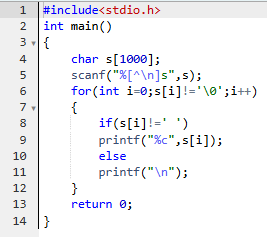 1 #include<stdio.h>
2 int main()
3 {
4 char s[1000];
5 scanf("%[^\n]s",s);
6 for(int i=0;s[i]!='\0';i++)
7 {
8 if(s[i]!=' ')
9 printf("%c",s[i]);
10 else
11 printf("\n");
12 }
13 return 0;
14 }